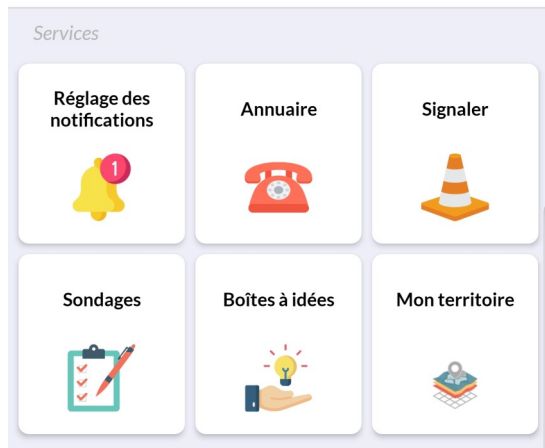 Services
Réglage des
notifications
1
Annuaire
Signaler
Sondages
Boîtes à idées
Mon territoire